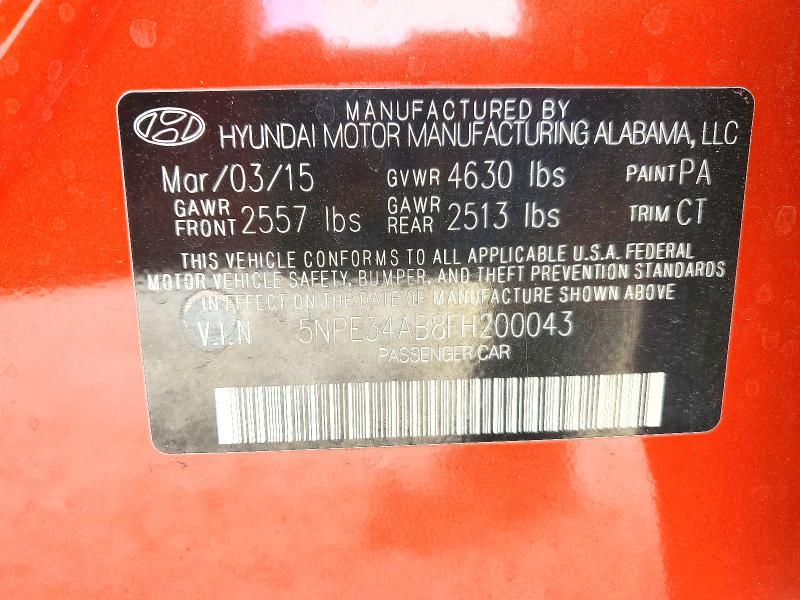 MANUFACTURED BY
HYUNDAI MOTOR MANUFACTURING ALABAMA, LLC
Mar/03/15 GVWR 4630 lbs PAINT PA
GAWR FRONT 2557 lbs GAWR REAR 2513 lbs TRIM CT
THIS VEHICLE CONFORMS TO ALL APPLICABLE U.S.A. FEDERAL
MOTOR VEHICLE SAFETY, BUMPER, AND THEFT PREVENTION STANDARDS
IN EFFECT ON THE DATE OF MANUFACTURE SHOWN ABOVE.
V.I.N 5NPE34AB8FH200043
PASSENGER CAR